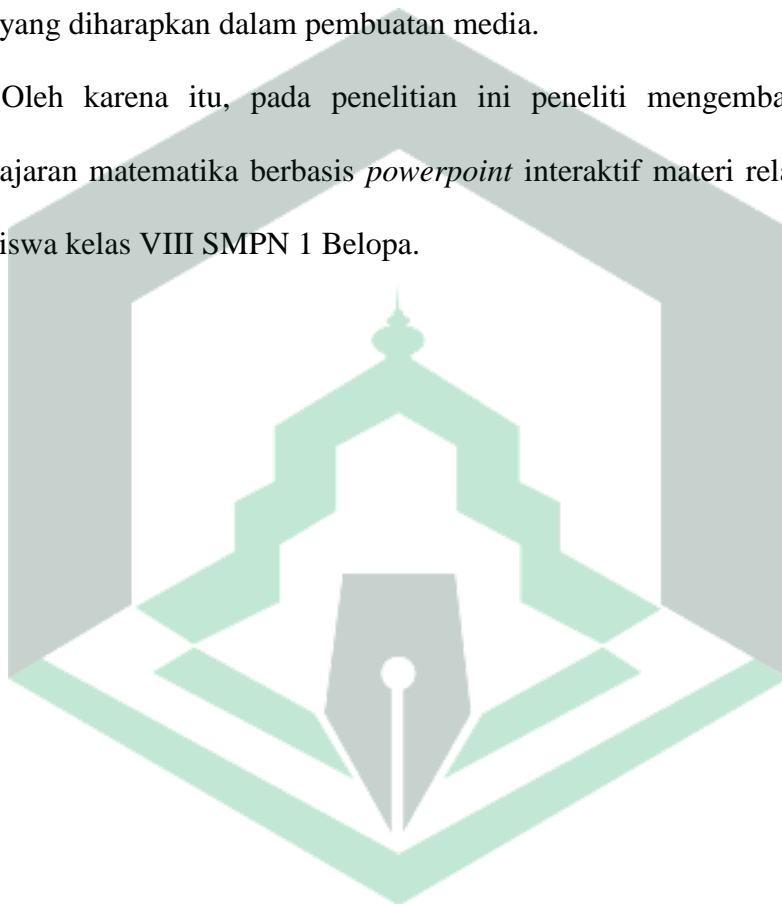 yang diharapkan dalam pembuatan media.
Oleh karena itu, pada penelitian ini peneliti mengemba
ajaran matematika berbasis powerpoint interaktif materi rela
iswa kelas VIII SMPN 1 Belopa.